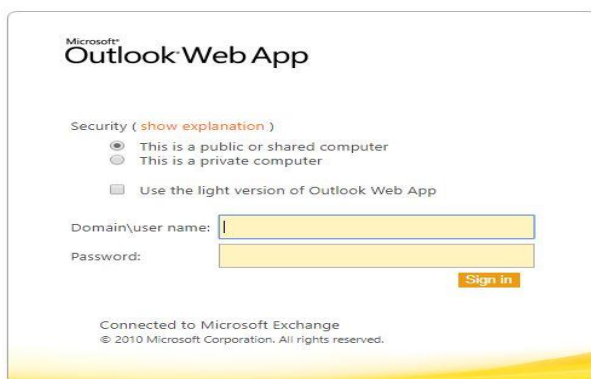 Microsoft®
Outlook Web App
Security ( show explanation )
This is a public or shared computer
This is a private computer
Use the light version of Outlook Web App
Domain\user name:
Password:
Sign in
Connected to Microsoft Exchange
© 2010 Microsoft Corporation. All rights reserved.